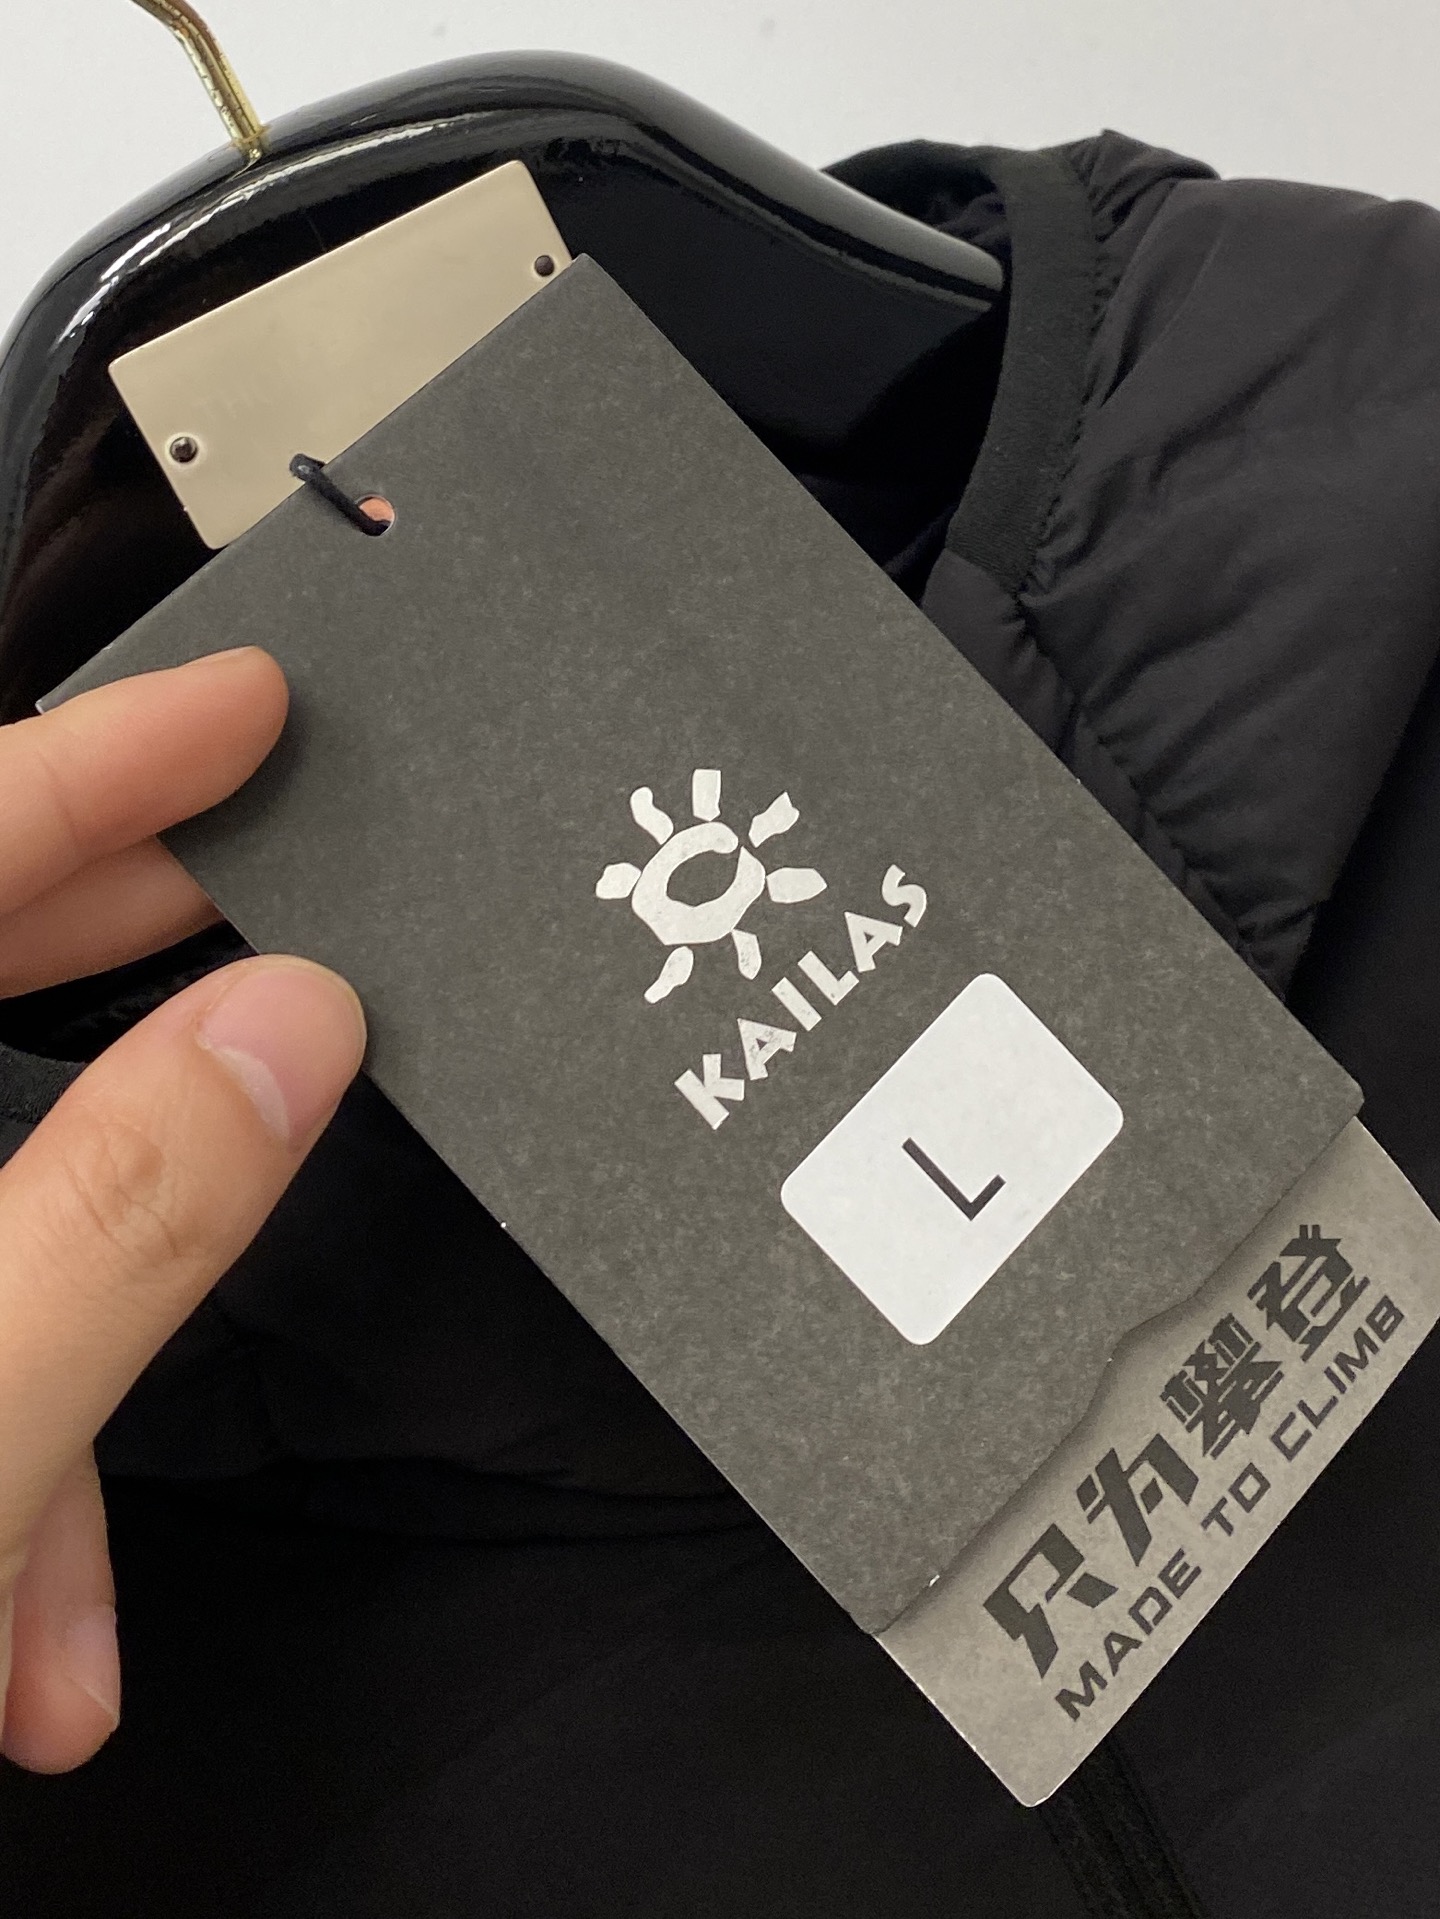 KAILAS
L
只为攀登
MADE TO CLIMB